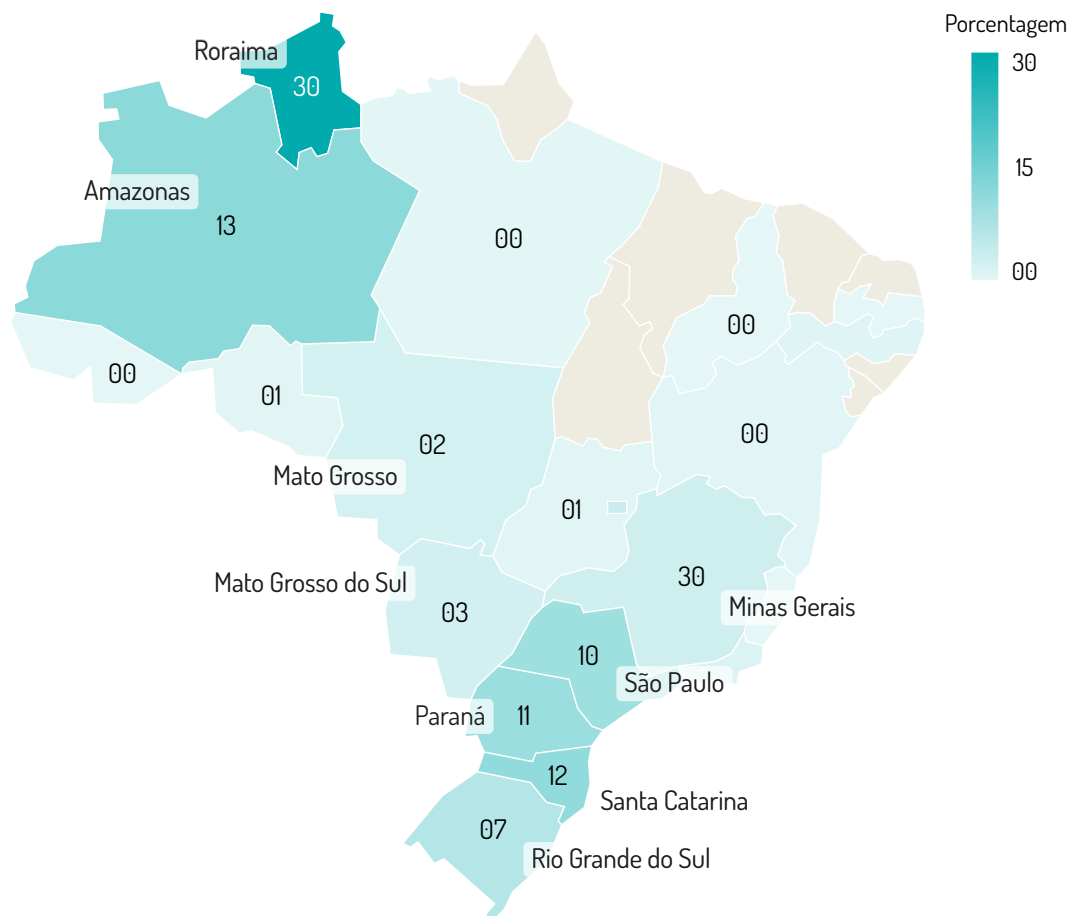 Porcentagem
30
15
00
Roraima
30
Amazonas
13
00
00
00
01
00
02
Mato Grosso
01
Mato Grosso do Sul
03
30
Minas Gerais
10
São Paulo
Paraná
11
12
Santa Catarina
07
Rio Grande do Sul